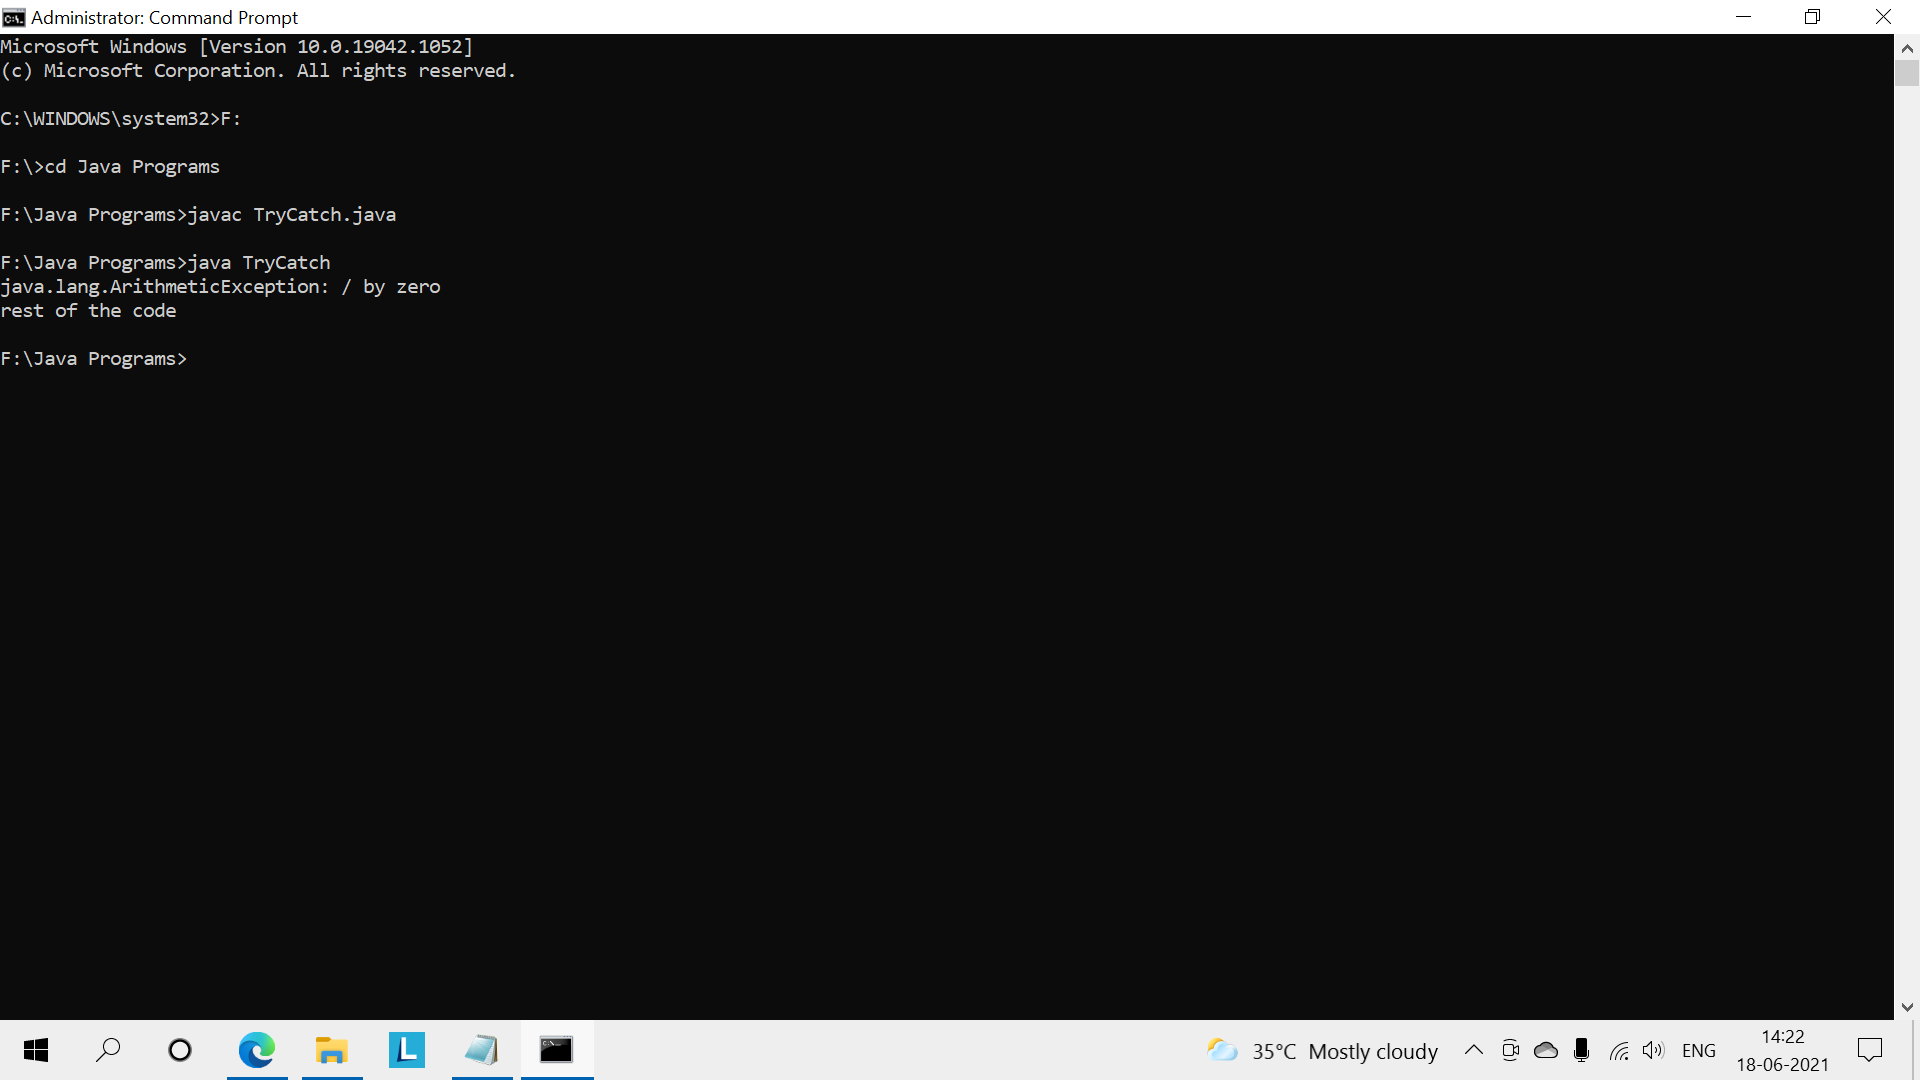 Administrator: Command Prompt
Microsoft Windows [Version 10.0.19042.1052]
(c) Microsoft Corporation. All rights reserved.
C:\WINDOWS\system32>F:
F:\>cd Java Programs
F:\Java Programs>javac TryCatch.java
F:\Java Programs>java TryCatch
java.lang.ArithmeticException: / by zero
rest of the code
F:\Java Programs>
L
35°C Mostly cloudy
ENG
14:22
18-06-2021